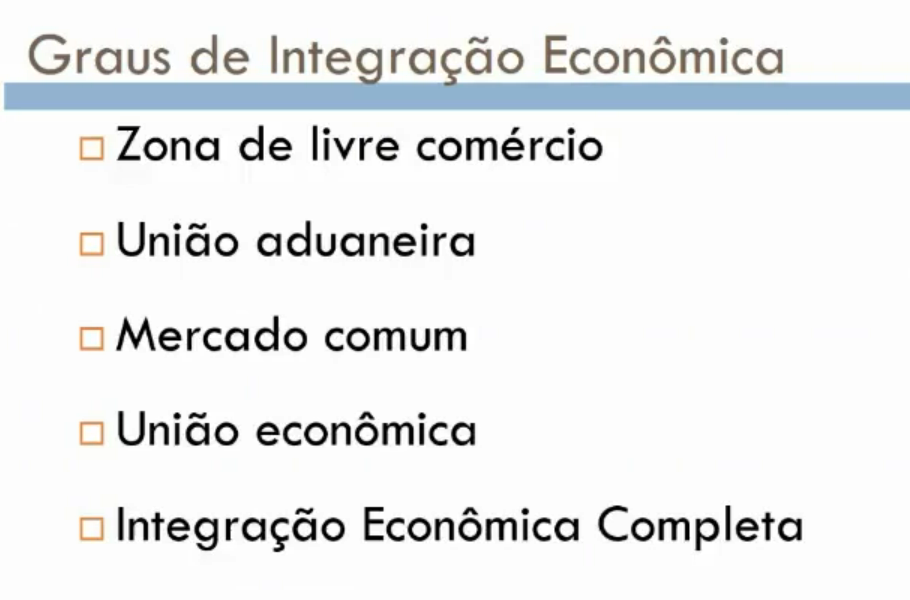 Graus de Integração Econômica
Zona de livre comércio
União aduaneira
Mercado comum
União econômica
Integração Econômica Completa